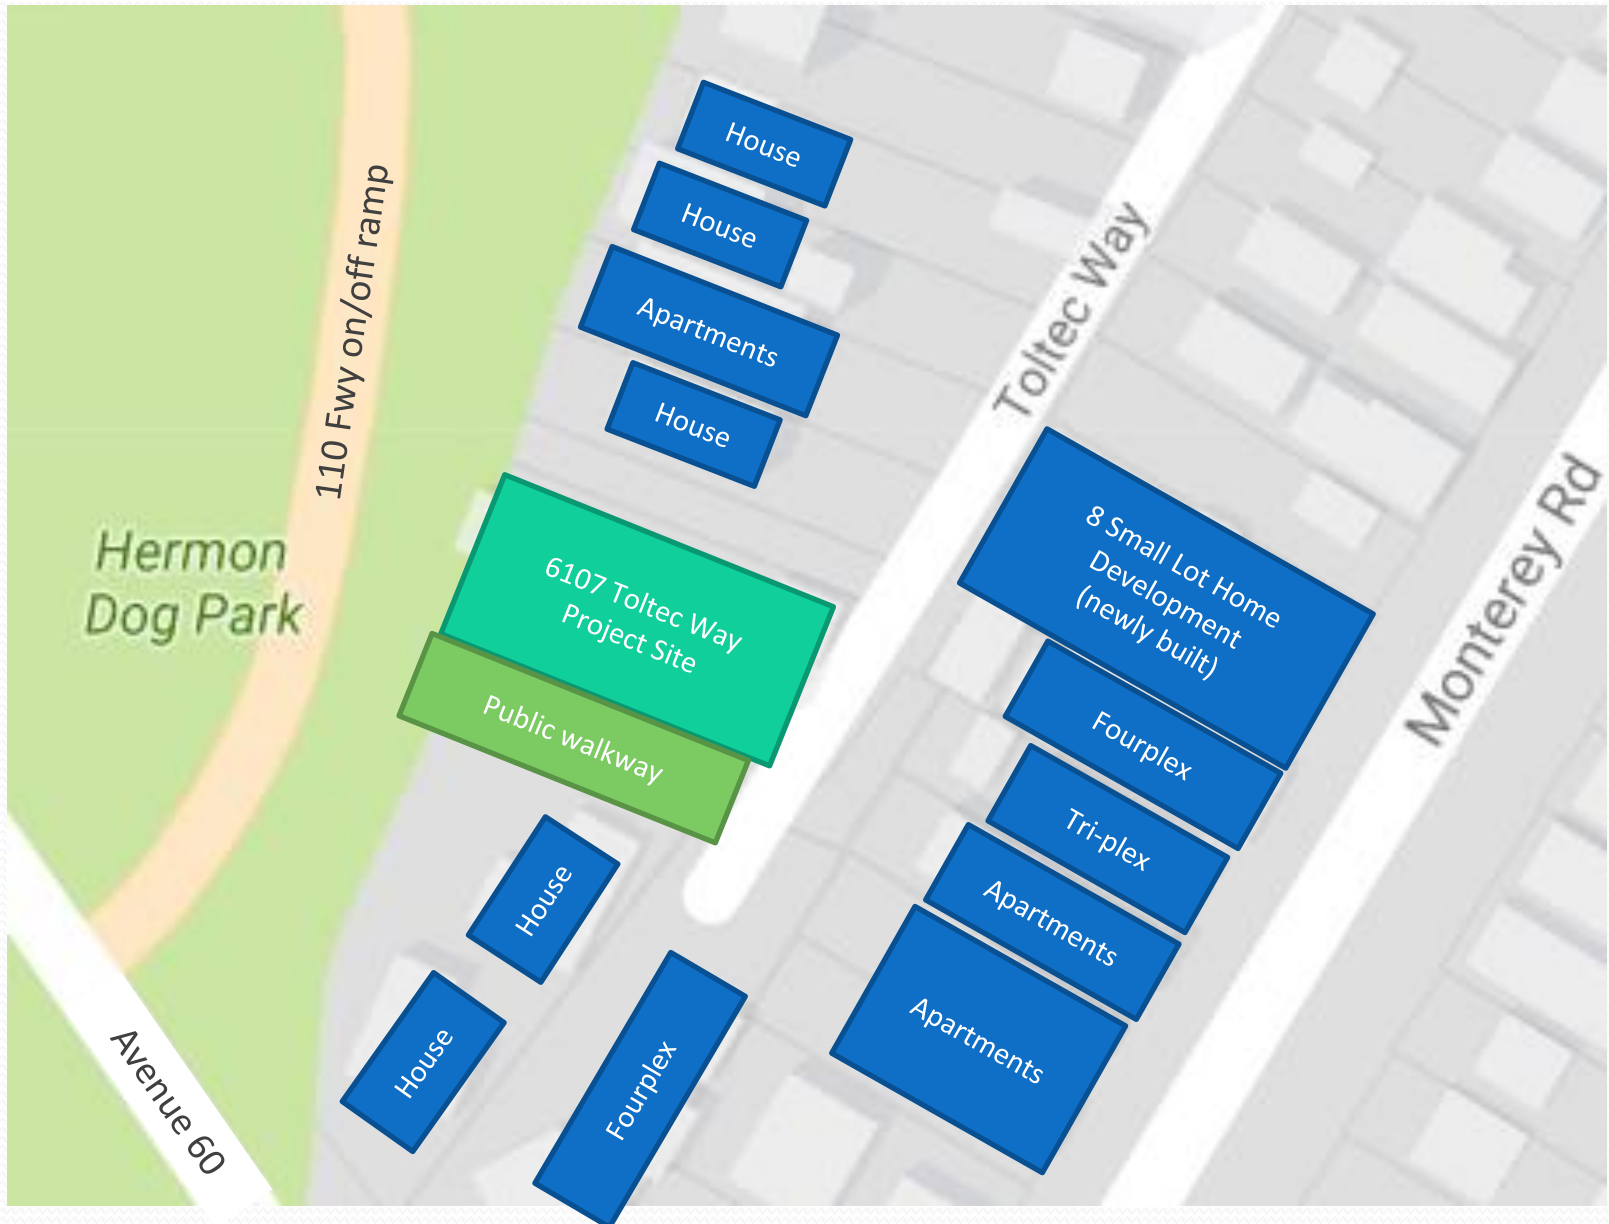 House
House
Apartments
House
110 Fwy on/off ramp
Toltec Way
Monterey Rd
Hermon
Dog Park
6107 Toltec Way
Project Site
Public walkway
8 Small Lot Home
Development
(newly built)
Fourplex
Tri-plex
Apartments
Apartments
House
House
Fourplex
Avenue 60